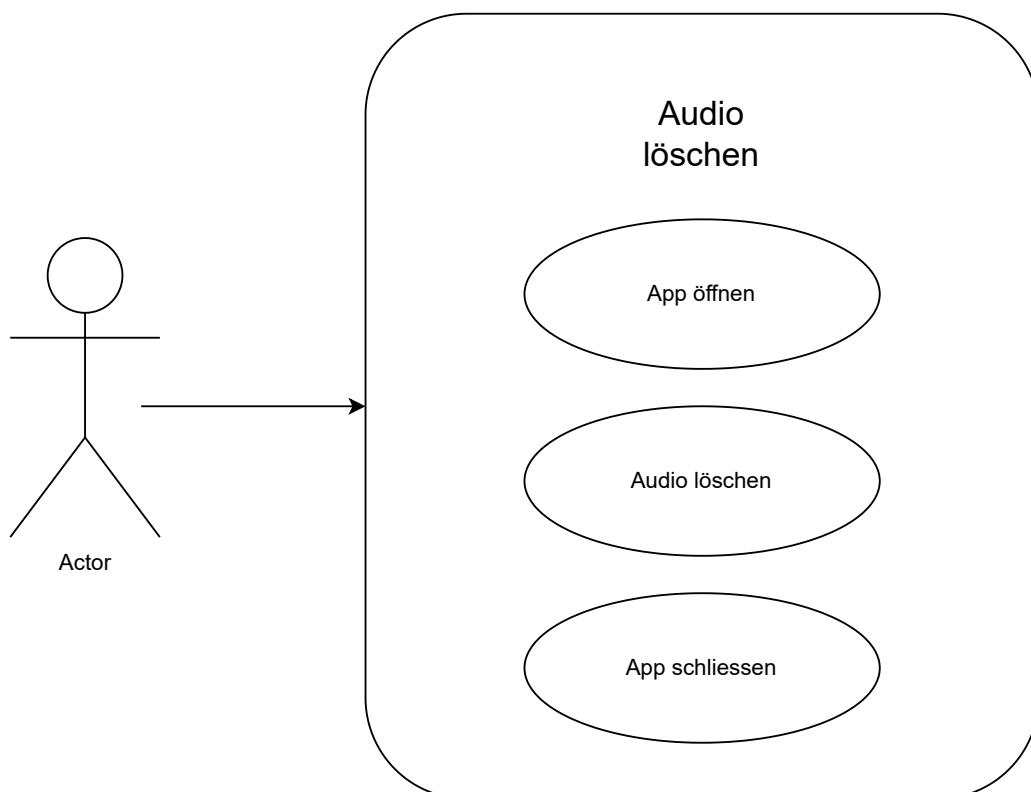 Audio
löschen
App öffnen
Audio löschen
Actor
App schliessen